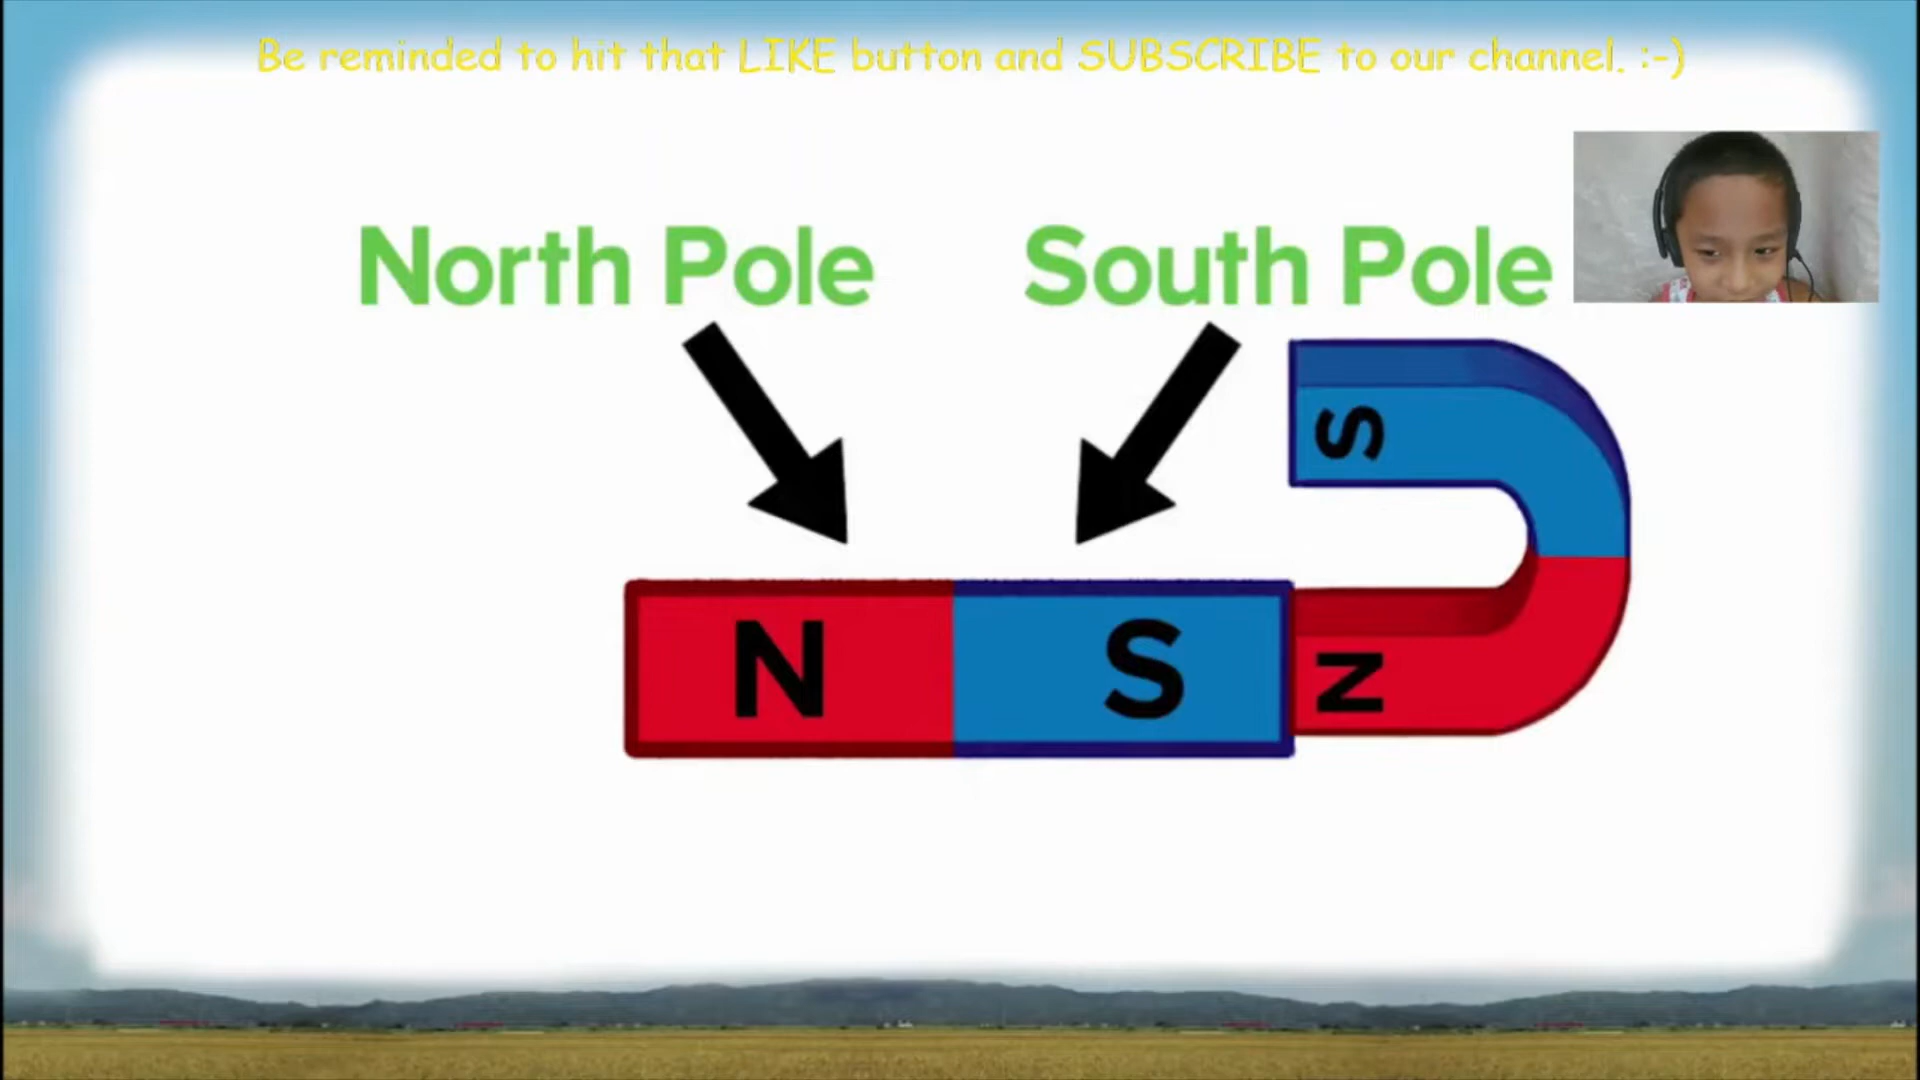 Be reminded to hit that LIKE button and SUBSCRIBE to our channel. :-)
North Pole South Pole
S
N S N